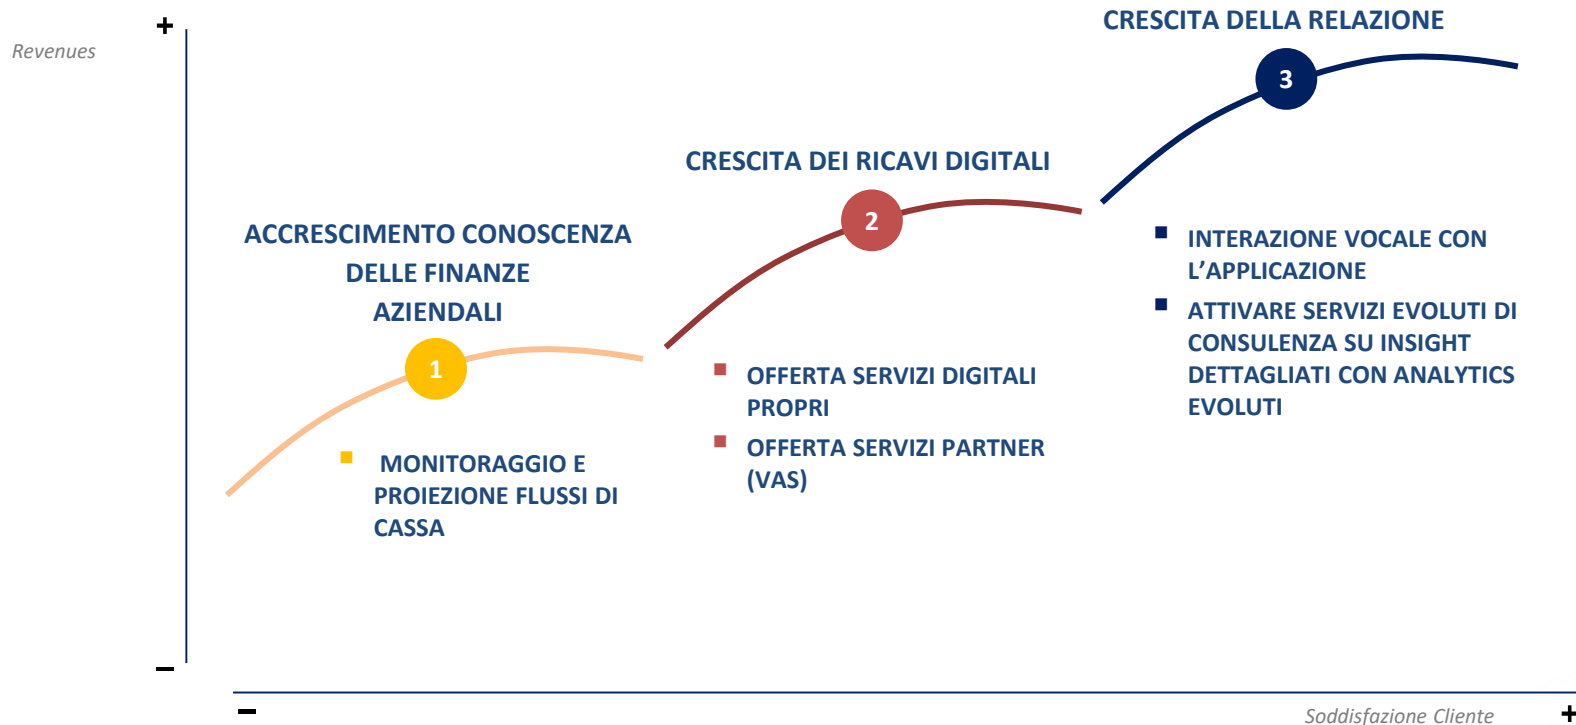 Revenues
+
CRESCITA DELLA RELAZIONE
3
CRESCITA DEI RICAVI DIGITALI
2
ACCRESCIMENTO CONOSCENZA
DELLE FINANZE
AZIENDALI
1
INTERAZIONE VOCALE CON
L’APPLICAZIONE
ATTIVARE SERVIZI EVOLUTI DI
CONSULENZA SU INSIGHT
DETTAGLIATI CON ANALYTICS
EVOLUTI
OFFERTA SERVIZI DIGITALI
PROPRI
OFFERTA SERVIZI PARTNER
(VAS)
MONITORAGGIO E
PROIEZIONE FLUSSI DI
CASSA
–
–
Soddisfazione Cliente
+